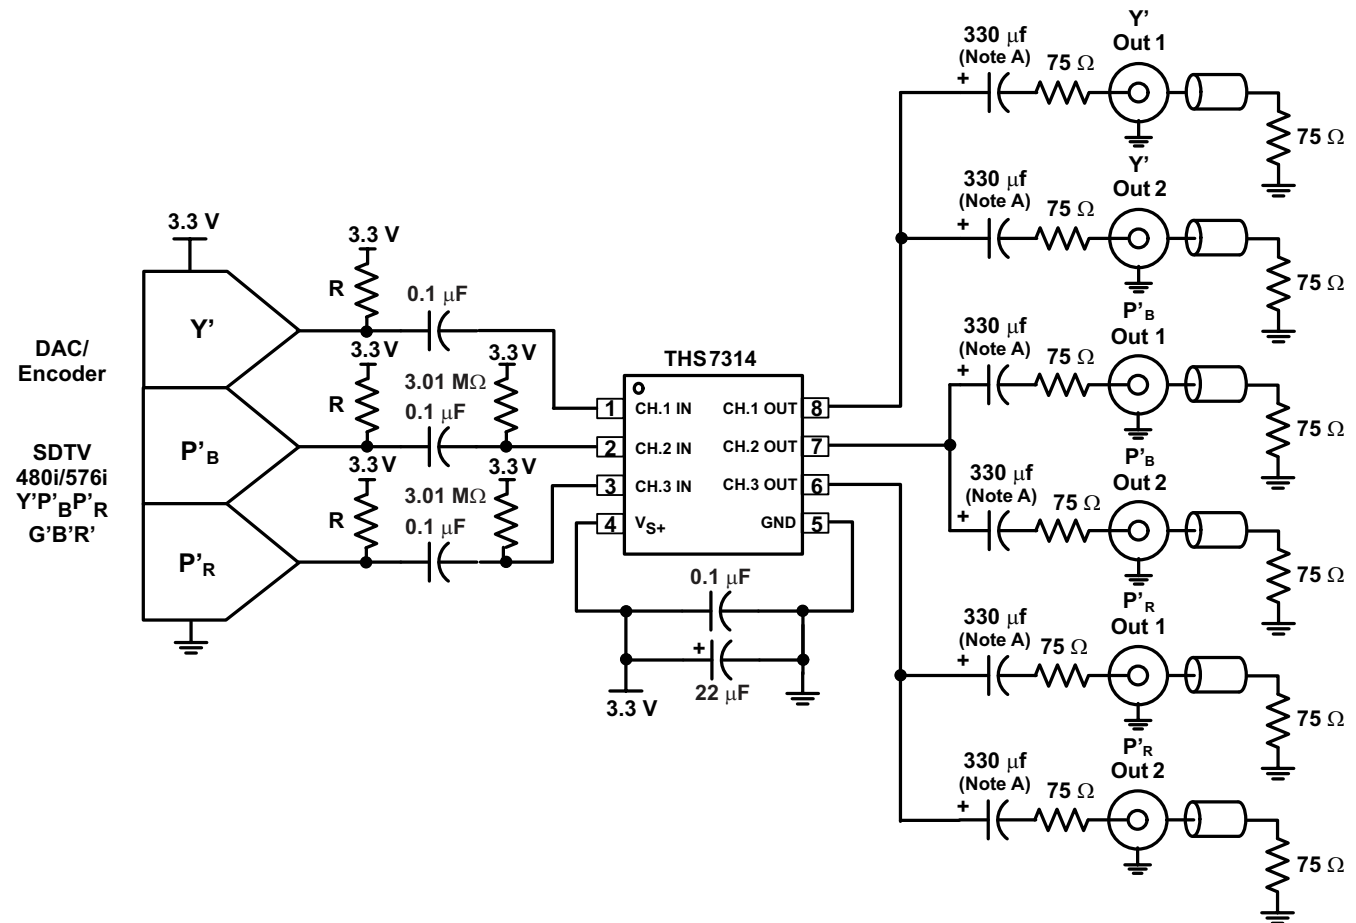 DAC/
Encoder
SDTV
480i/576i
Y'P'BP'R
G'B'R'
3.3 V
Y'
P'B
P'R
3.3 V
R
0.1 μF
3.3 V
R
3.01 MΩ
0.1 μF
3.3 V
3.3 V
R
3.01 MΩ
0.1 μF
3.3 V
THS7314
1 CH.1 IN CH.1 OUT 8
2 CH.2 IN CH.2 OUT 7
3 CH.3 IN CH.3 OUT 6
4 VS+ GND 5
0.1 μF
+
22 μF
3.3 V
Y'
Out 1
330 μf
(Note A)
+
75 Ω
75 Ω
Y'
Out 2
330 μf
(Note A)
+
75 Ω
75 Ω
P'B
Out 1
330 μf
(Note A)
+
75 Ω
75 Ω
P'B
Out 2
330 μf
(Note A)
+
75 Ω
75 Ω
P'R
Out 1
330 μf
(Note A)
+
75 Ω
75 Ω
P'R
Out 2
330 μf
(Note A)
+
75 Ω
75 Ω